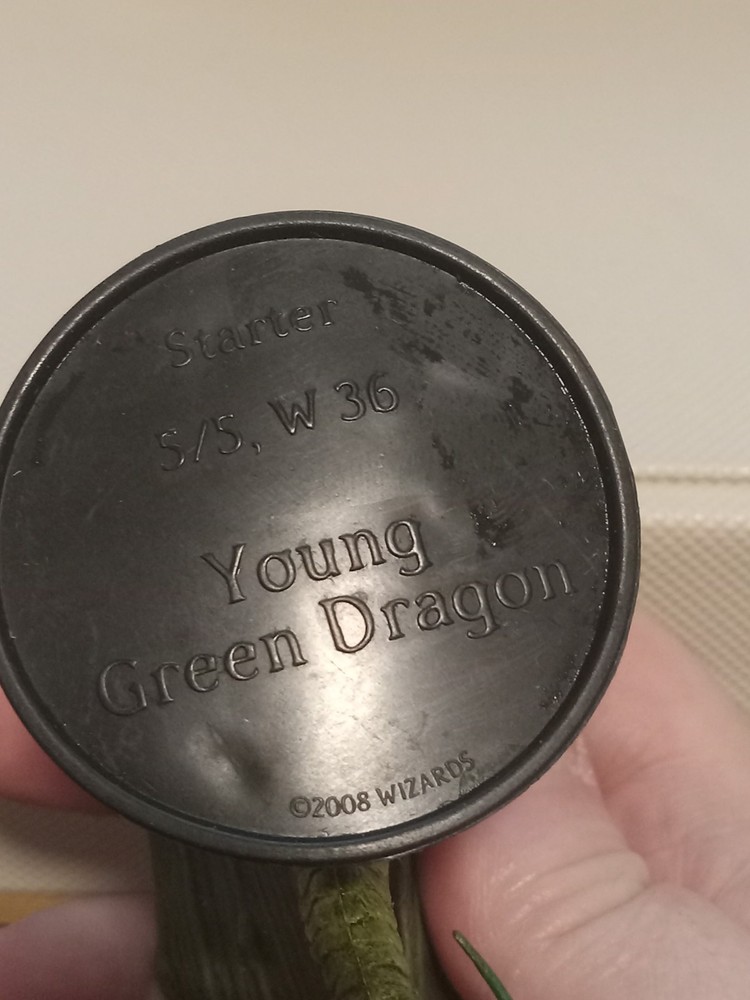 Starter
5/5, W 36
Young
Green Dragon
©2008 WIZARDS